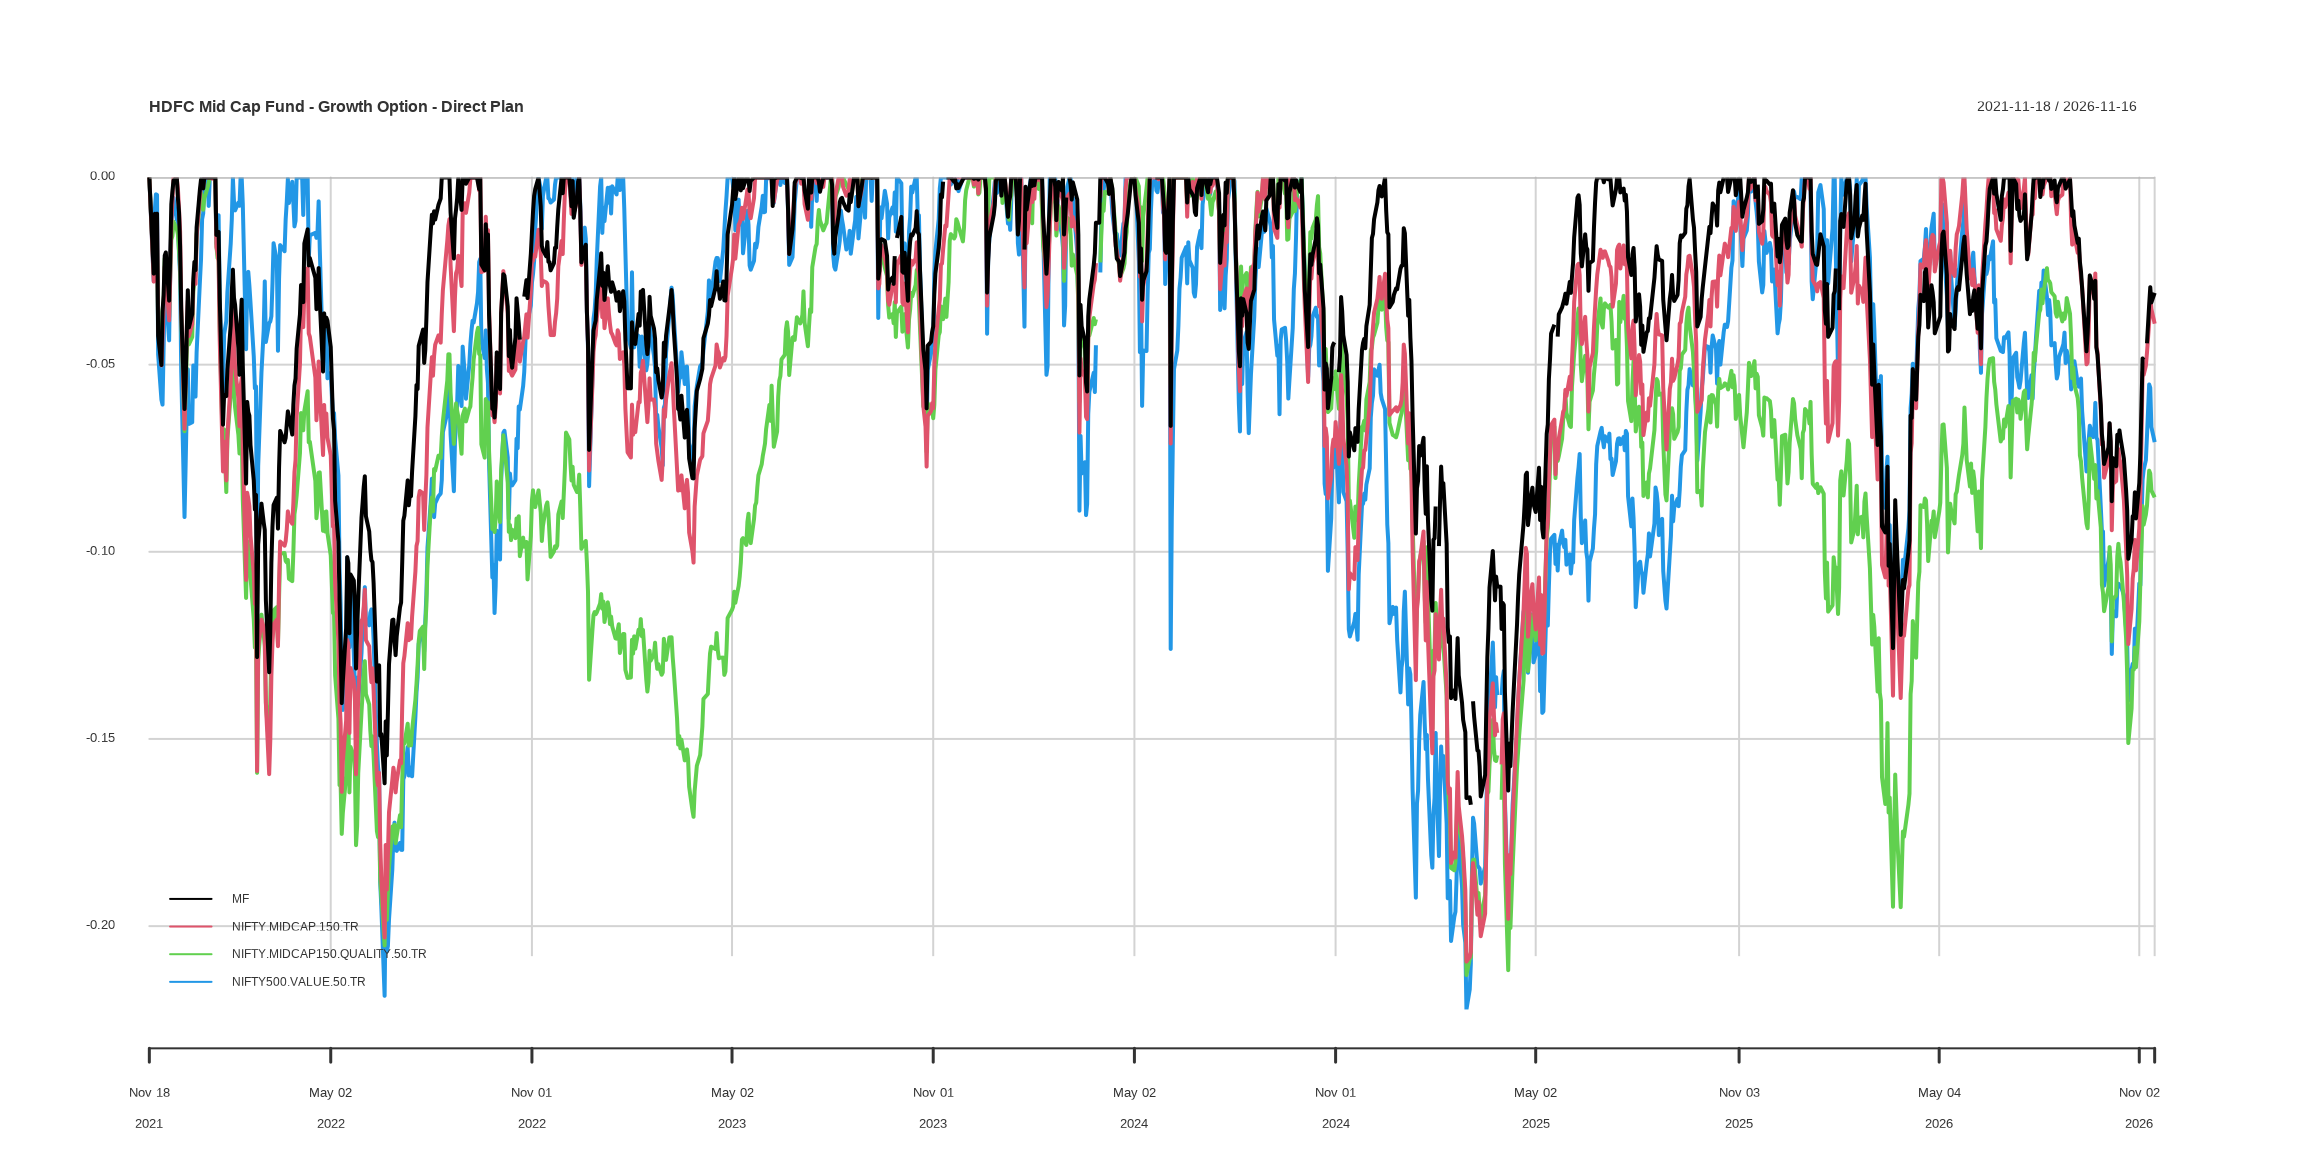 HDFC Mid Cap Fund - Growth Option - Direct Plan
2021-11-18 / 2026-11-16
0.00
-0.05
-0.10
-0.15
-0.20
MF
NIFTY.MIDCAP.150.TR
NIFTY.MIDCAP150.QUALITY.50.TR
NIFTY500.VALUE.50.TR
Nov 18 May 02 Nov 01 May 02 Nov 01 May 02 Nov 01 May 02 Nov 03 May 04 Nov 02
2021 2022 2022 2023 2023 2024 2024 2025 2025 2026 2026